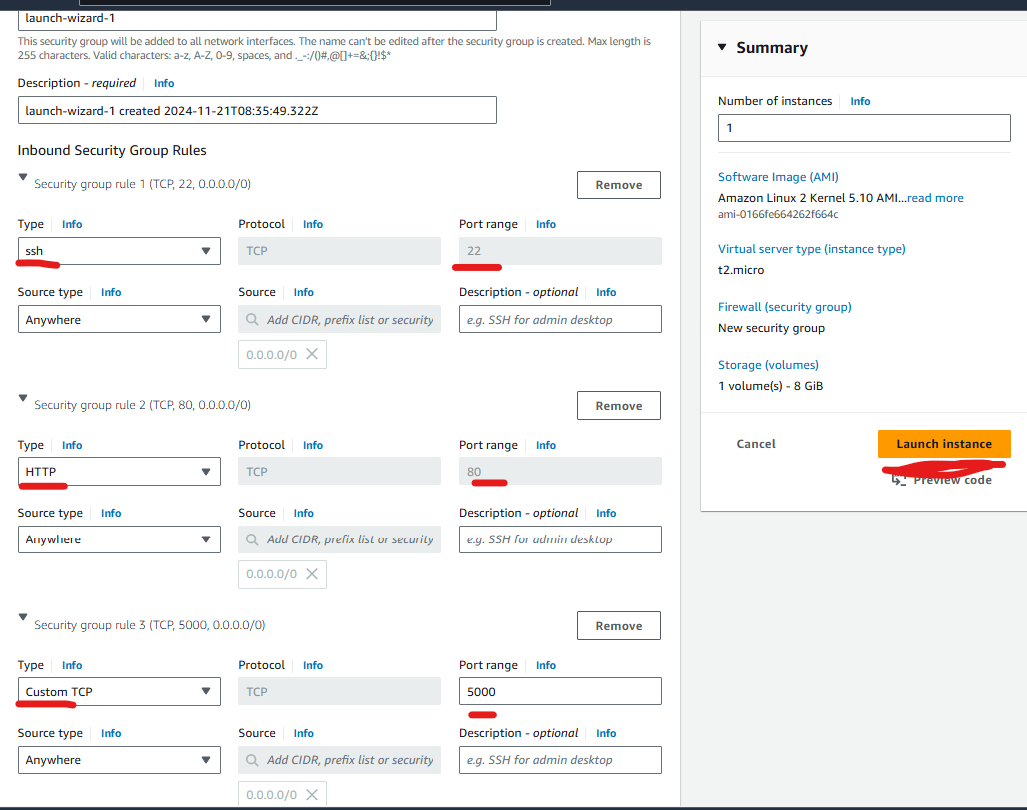 launch-wizard-1
This security group will be added to all network interfaces. The name can't be edited after the security group is created. Max length is
255 characters. Valid characters: a-z, A-Z, 0-9, spaces, and ._-:/()#,@[]+=&;{}!$*
Description - required Info
launch-wizard-1 created 2024-11-21T08:35:49.322Z
Inbound Security Group Rules
Security group rule 1 (TCP, 22, 0.0.0.0/0)
Remove
Type Info Protocol Info Port range Info
ssh TCP 22
Source type Info Source Info Description - optional Info
Anywhere Add CIDR, prefix list or security e.g. SSH for admin desktop
0.0.0.0/0
Security group rule 2 (TCP, 80, 0.0.0.0/0)
Remove
Type Info Protocol Info Port range Info
HTTP TCP 80
Source type Info Source Info Description - optional Info
Anywhere Add CIDR, prefix list or security e.g. SSH for admin desktop
0.0.0.0/0
Security group rule 3 (TCP, 5000, 0.0.0.0/0)
Remove
Type Info Protocol Info Port range Info
Custom TCP TCP 5000
Source type Info Source Info Description - optional Info
Anywhere Add CIDR, prefix list or security e.g. SSH for admin desktop
0.0.0.0/0
Summary
Number of instances Info
1
Software Image (AMI)
Amazon Linux 2 Kernel 5.10 AMI...read more
ami-0166fe664262f664c
Virtual server type (instance type)
t2.micro
Firewall (security group)
New security group
Storage (volumes)
1 volume(s) - 8 GiB
Cancel
Launch instance
Preview code